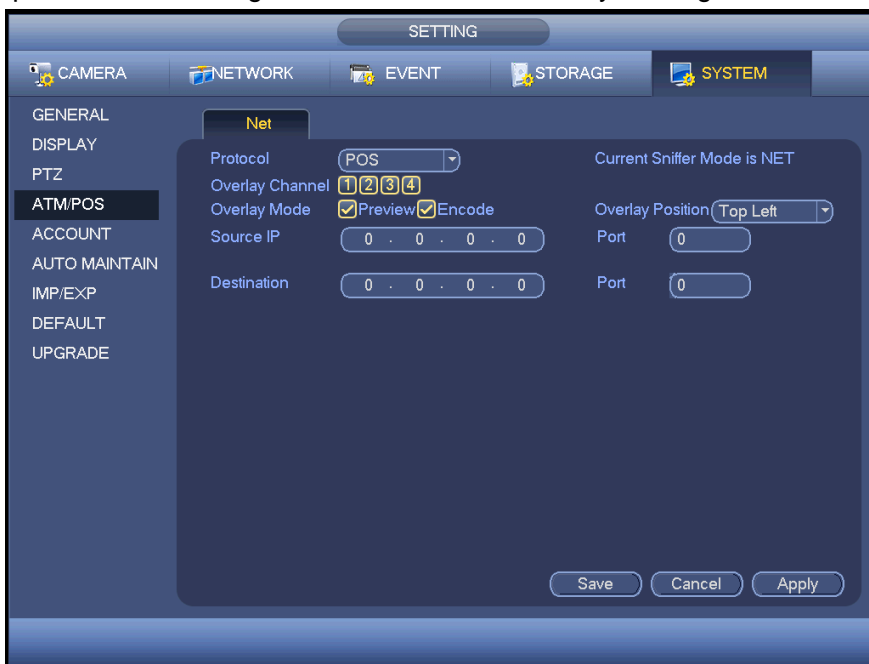 SETTING
CAMERA NETWORK EVENT STORAGE SYSTEM
GENERAL
DISPLAY
PTZ
ATM/POS
ACCOUNT
AUTO MAINTAIN
IMP/EXP
DEFAULT
UPGRADE
Net
Protocol POS Current Sniffer Mode is NET
Overlay Channel 1 2 3 4
Overlay Mode Preview Encode Overlay Position Top Left
Source IP 0 . 0 . 0 . 0 Port 0
Destination 0 . 0 . 0 . 0 Port 0
Save Cancel Apply